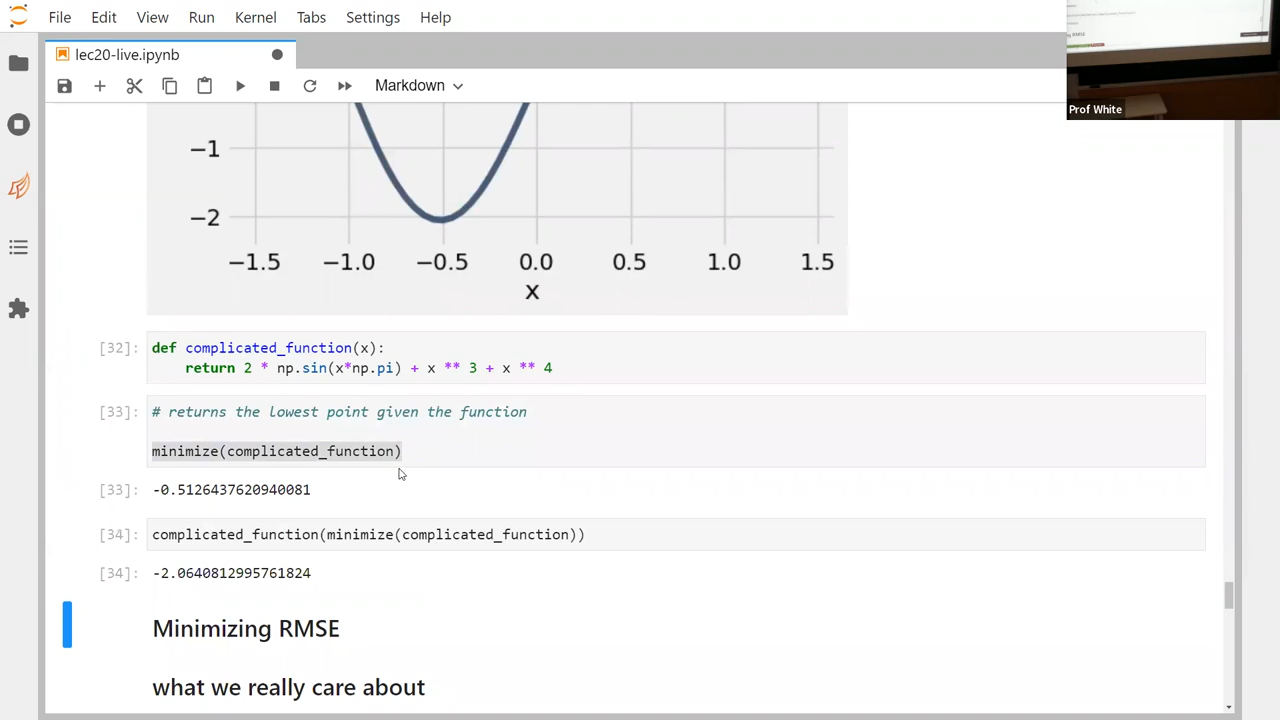 File Edit View Run Kernel Tabs Settings Help
lec20-live.ipynb
Markdown
Prof White
−1
−2
−1.5 −1.0 −0.5 0.0 0.5 1.0 1.5
x
[32]: def complicated_function(x):
return 2 * np.sin(x*np.pi) + x ** 3 + x ** 4
[33]: # returns the lowest point given the function
minimize(complicated_function)
[33]: -0.5126437620940081
[34]: complicated_function(minimize(complicated_function))
[34]: -2.0640812995761824
Minimizing RMSE
what we really care about